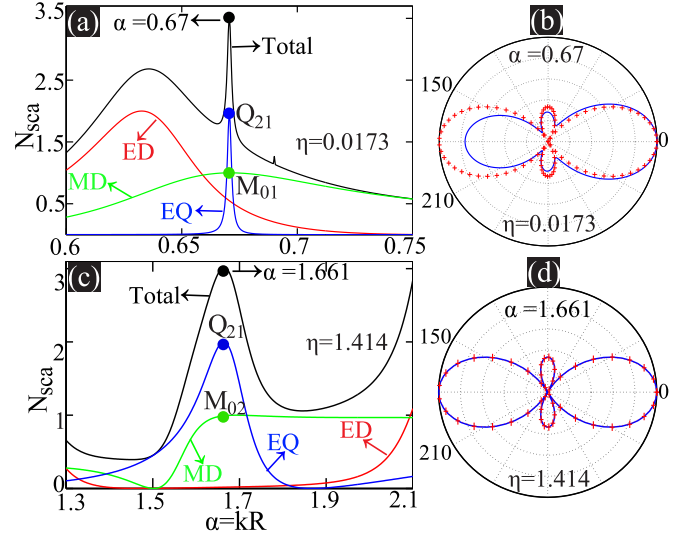 (a)
α =0.67
Total
Q21
η=0.0173
ED
MD
M01
EQ
Nsca
3.5
2.5
1.5
0.5
0.6
0.65
0.7
0.75
(b)
α =0.67
150
0
210
η=0.0173
(c)
α =1.661
Total
Q21
η=1.414
M02
ED
EQ
MD
Nsca
3
2
1
0
1.3
1.5
1.7
1.9
2.1
α=kR
(d)
α =1.661
150
0
210
η=1.414